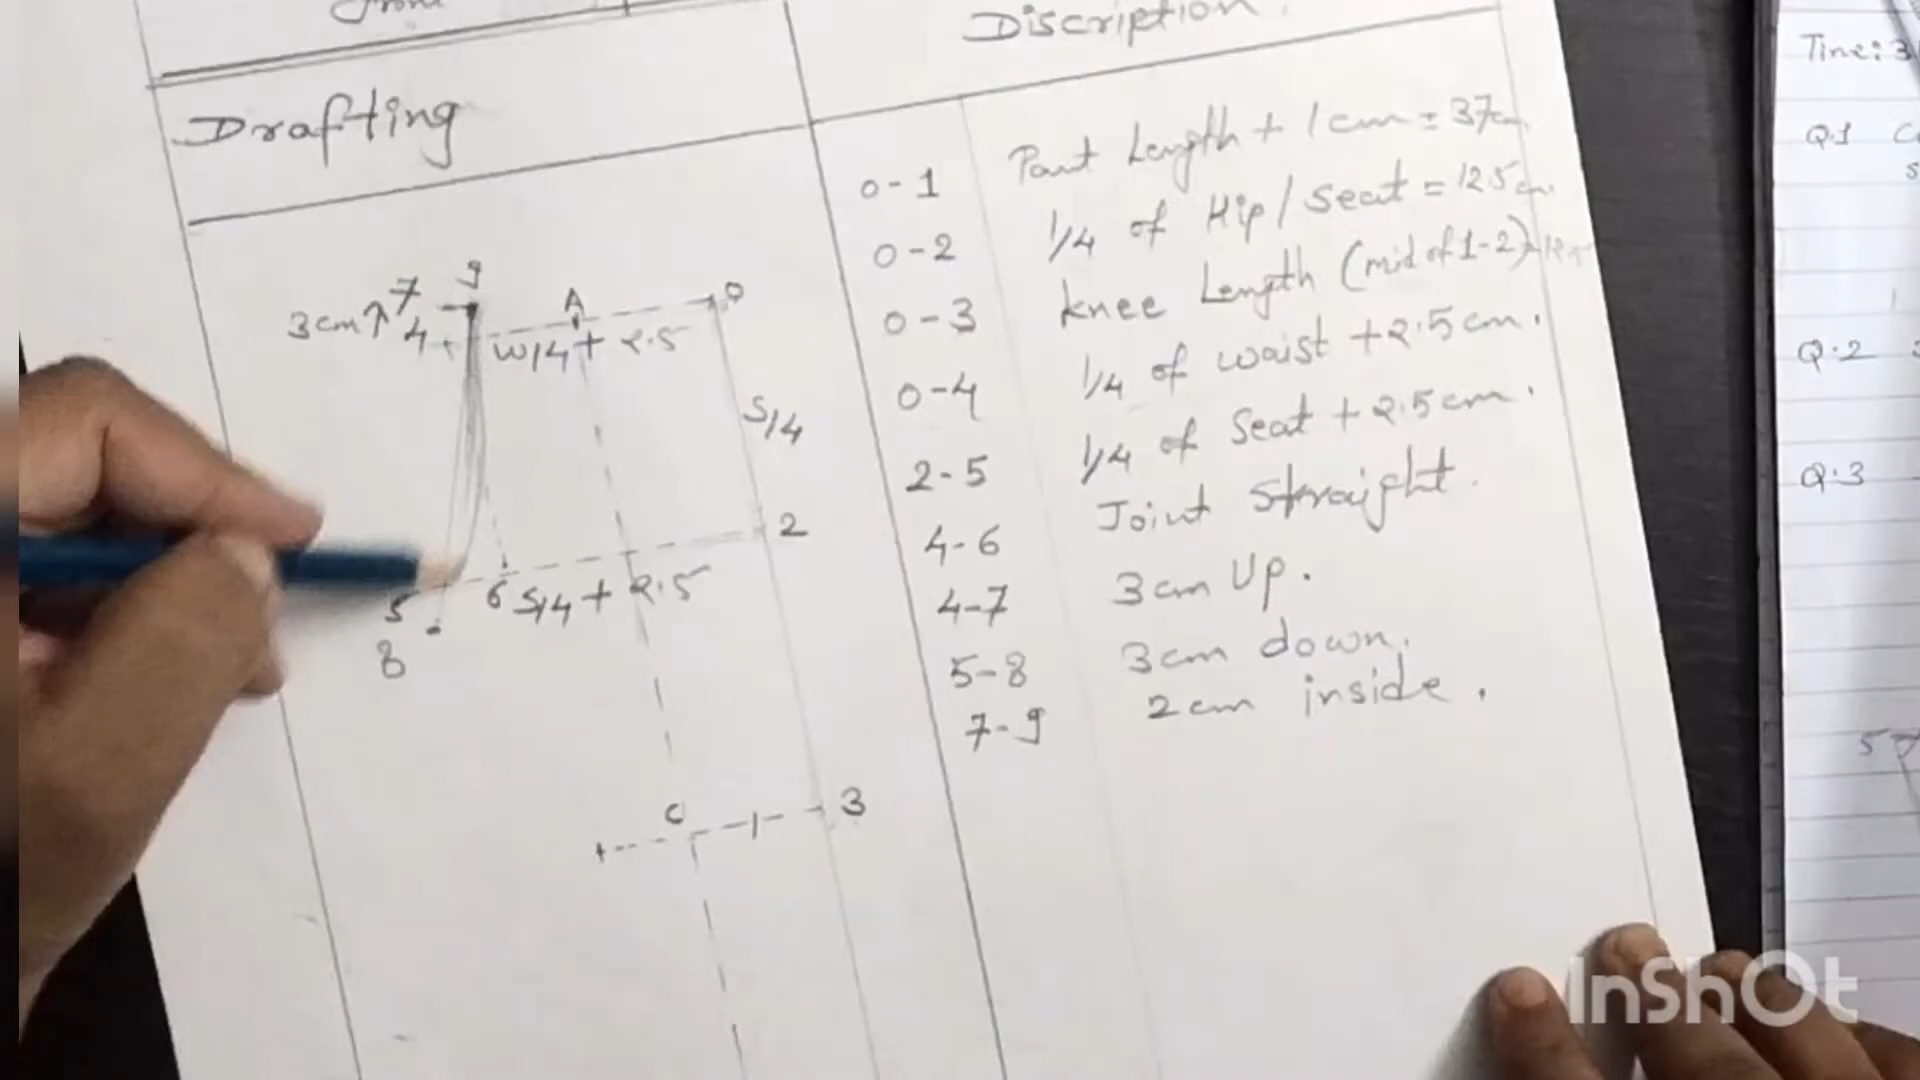 Discription.
Drafting
0-1 Pant Length + 1cm = 37cm
0-2 1/4 of Hip/Seat = 12.5cm.
0-3 Knee Length (mid of 1-2)
0-4 1/4 of waist + 2.5cm.
2-5 1/4 of Seat + 2.5cm.
4-6 Joint Straight.
4-7 3cm Up.
5-8 3cm down.
7-9 2cm inside.
9
7
3cm↑
4
A
0
W/4 + 2.5
S/4
2
5
6
S/4 + 2.5
8
C
3
Time: 3
Q.1
Q.2
Q.3
5
InShOt